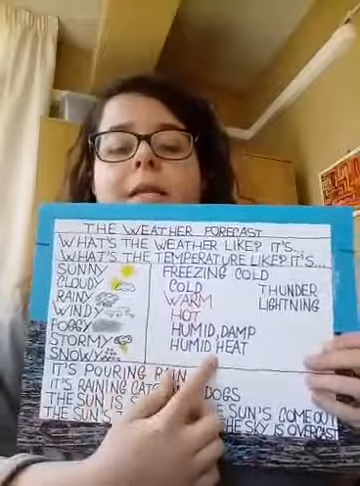 THE WEATHER FORECAST
WHAT'S THE WEATHER LIKE? IT'S...
WHAT'S THE TEMPERATURE LIKE? IT'S...
SUNNY
CLOUDY
RAINY
WINDY
FOGGY
STORMY
SNOWY
FREEZING COLD
COLD
WARM
HOT
HUMID, DAMP
HUMID HEAT
THUNDER
LIGHTNING
IT'S POURING RAIN
IT'S RAINING DOGS
THE SUN IS THE SUN'S COME OUT
THE SUN'S THE SKY IS OVERCAST